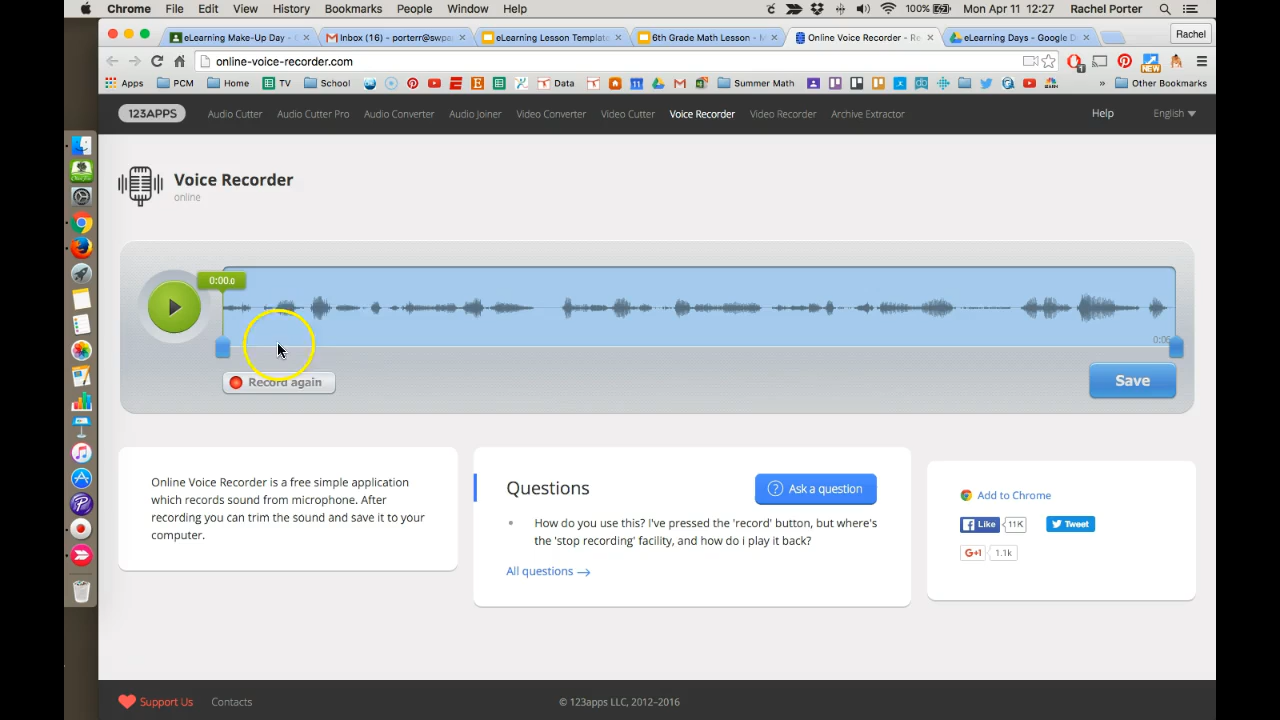 Chrome File Edit View History Bookmarks People Window Help 100% Mon Apr 11 12:27 Rachel Porter
eLearning Make-Up Day - Inbox (16) - porterr@swpa eLearning Lesson Template 6th Grade Math Lesson - M Online Voice Recorder - Re eLearning Days - Google D Rachel
online-voice-recorder.com
NEW
Apps PCM Home TV School Data 11 Summer Math » Other Bookmarks
123APPS Audio Cutter Audio Cutter Pro Audio Converter Audio Joiner Video Converter Video Cutter Voice Recorder Video Recorder Archive Extractor Help English
Voice Recorder
online
0:00.0
0:06
Record again
Save
Online Voice Recorder is a free simple application
which records sound from microphone. After
recording you can trim the sound and save it to your
computer.
Questions
? Ask a question
• How do you use this? I've pressed the 'record' button, but where's
the 'stop recording' facility, and how do i play it back?
All questions →
Add to Chrome
Like 11K Tweet
G+1 1.1k
Support Us Contacts © 123apps LLC, 2012–2016